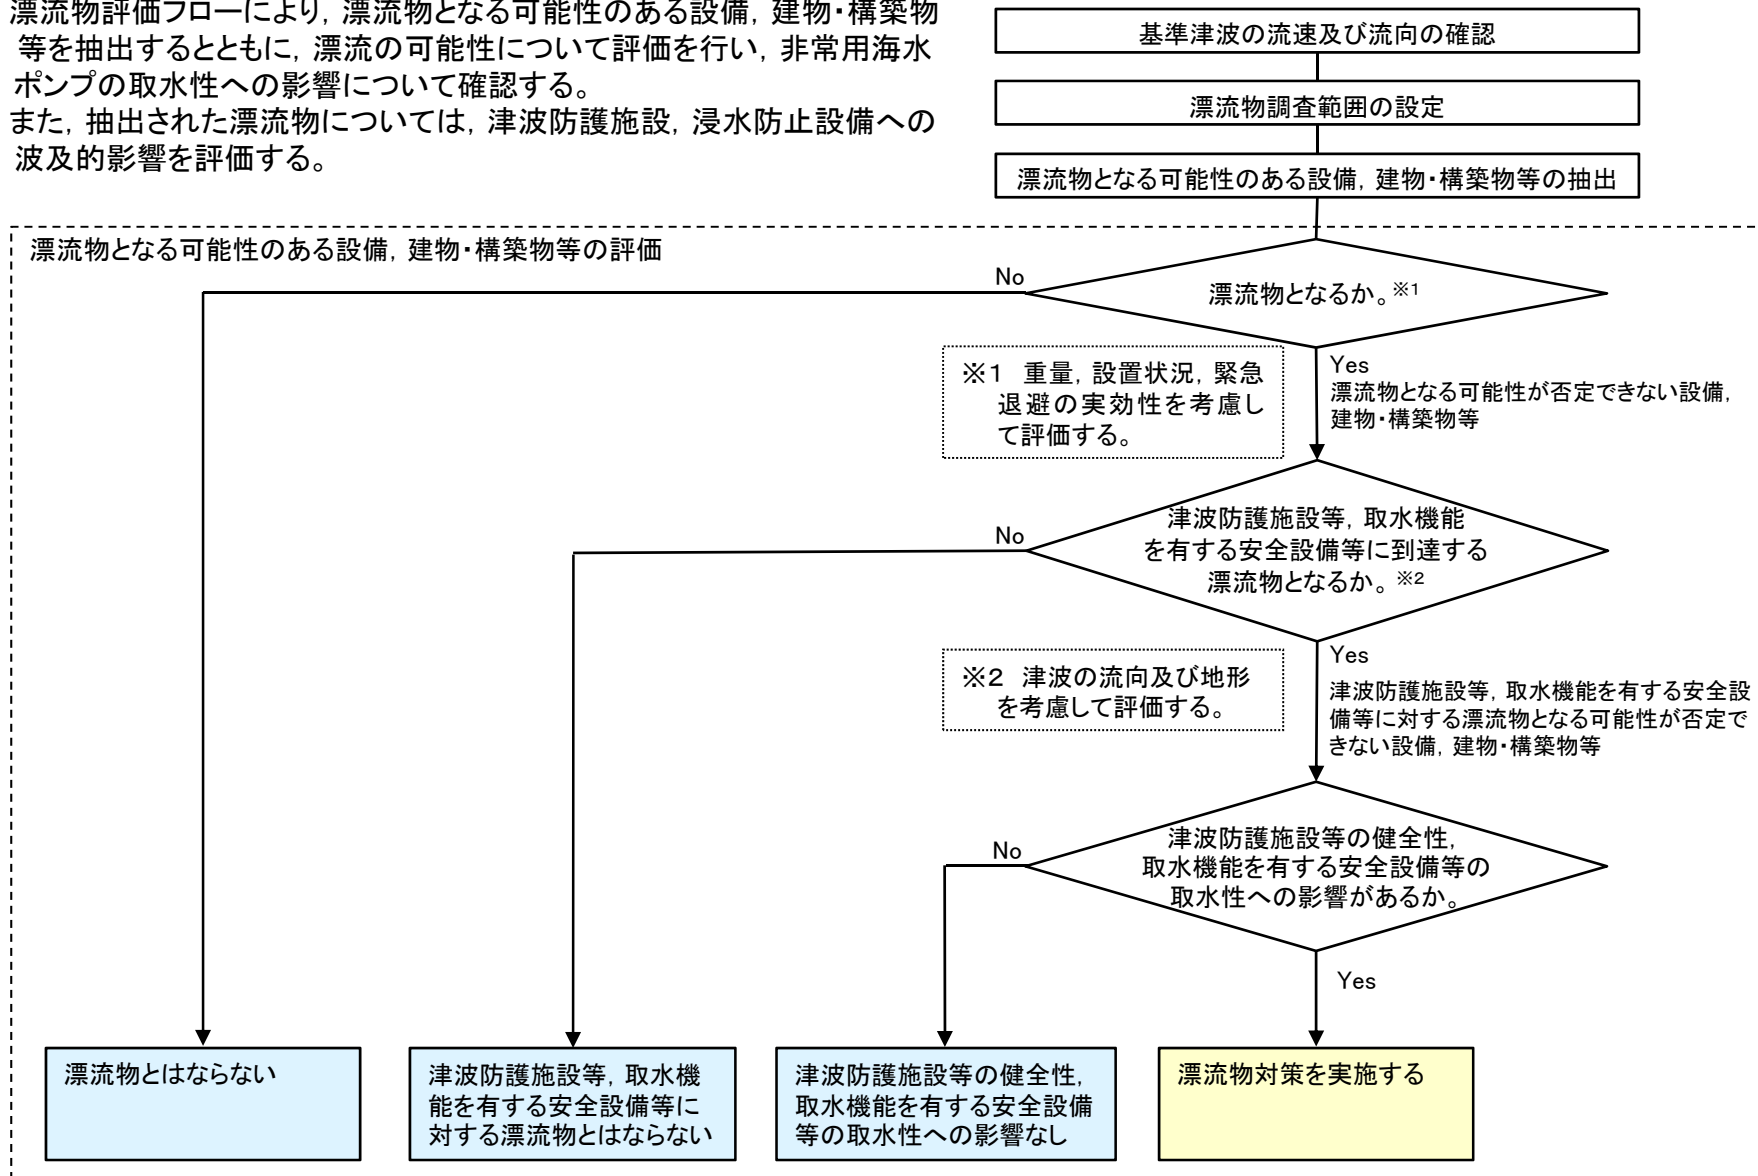 漂流物評価フローにより，漂流物となる可能性のある設備，建物・構築物
等を抽出するとともに，漂流の可能性について評価を行い，非常用海水
ポンプの取水性への影響について確認する。
また，抽出された漂流物については，津波防護施設，浸水防止設備への
波及的影響を評価する。
基準津波の流速及び流向の確認
漂流物調査範囲の設定
漂流物となる可能性のある設備，建物・構築物等の抽出
漂流物となる可能性のある設備，建物・構築物等の評価
No
漂流物となるか。※1
※1　重量，設置状況，緊急
退避の実効性を考慮し
て評価する。
Yes
漂流物となる可能性が否定できない設備，
建物・構築物等
No
津波防護施設等，取水機能
を有する安全設備等に到達する
漂流物となるか。※2
※2　津波の流向及び地形
を考慮して評価する。
Yes
津波防護施設等，取水機能を有する安全設
備等に対する漂流物となる可能性が否定で
きない設備，建物・構築物等
No
津波防護施設等の健全性，
取水機能を有する安全設備等の
取水性への影響があるか。
Yes
漂流物とはならない
津波防護施設等，取水機
能を有する安全設備等に
対する漂流物とはならない
津波防護施設等の健全性，
取水機能を有する安全設備
等の取水性への影響なし
漂流物対策を実施する